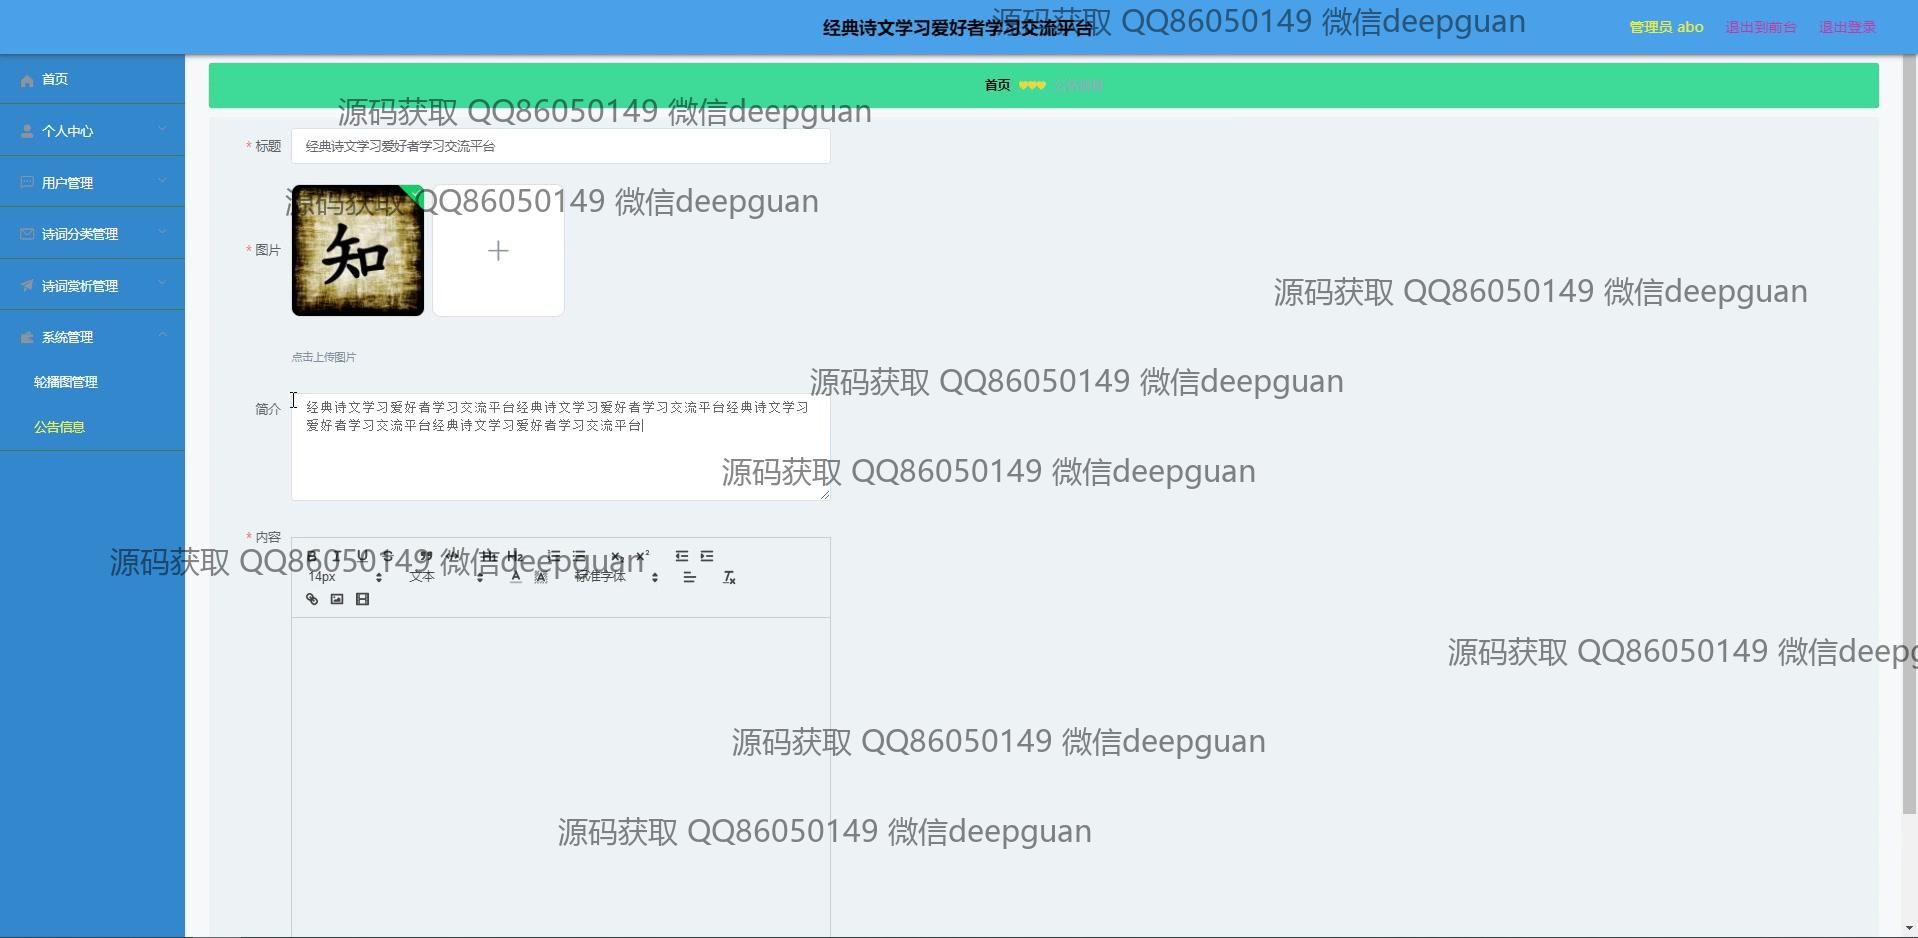 经典诗文学习爱好者学习交流平台
管理员 abo
退出到前台
退出登录
源码获取 QQ86050149 微信deepguan
首页
个人中心
用户管理
诗词分类管理
诗词赏析管理
系统管理
轮播图管理
公告信息
首页
公告信息
源码获取 QQ86050149 微信deepguan
* 标题
经典诗文学习爱好者学习交流平台
源码获取 QQ86050149 微信deepguan
* 图片
知
源码获取 QQ86050149 微信deepguan
点击上传图片
源码获取 QQ86050149 微信deepguan
简介
经典诗文学习爱好者学习交流平台经典诗文学习爱好者学习交流平台经典诗文学习
爱好者学习交流平台经典诗文学习爱好者学习交流平台
源码获取 QQ86050149 微信deepguan
* 内容
源码获取 QQ86050149 微信deepguan
14px
文本
标准字体
源码获取 QQ86050149 微信deepg
源码获取 QQ86050149 微信deepguan
源码获取 QQ86050149 微信deepguan